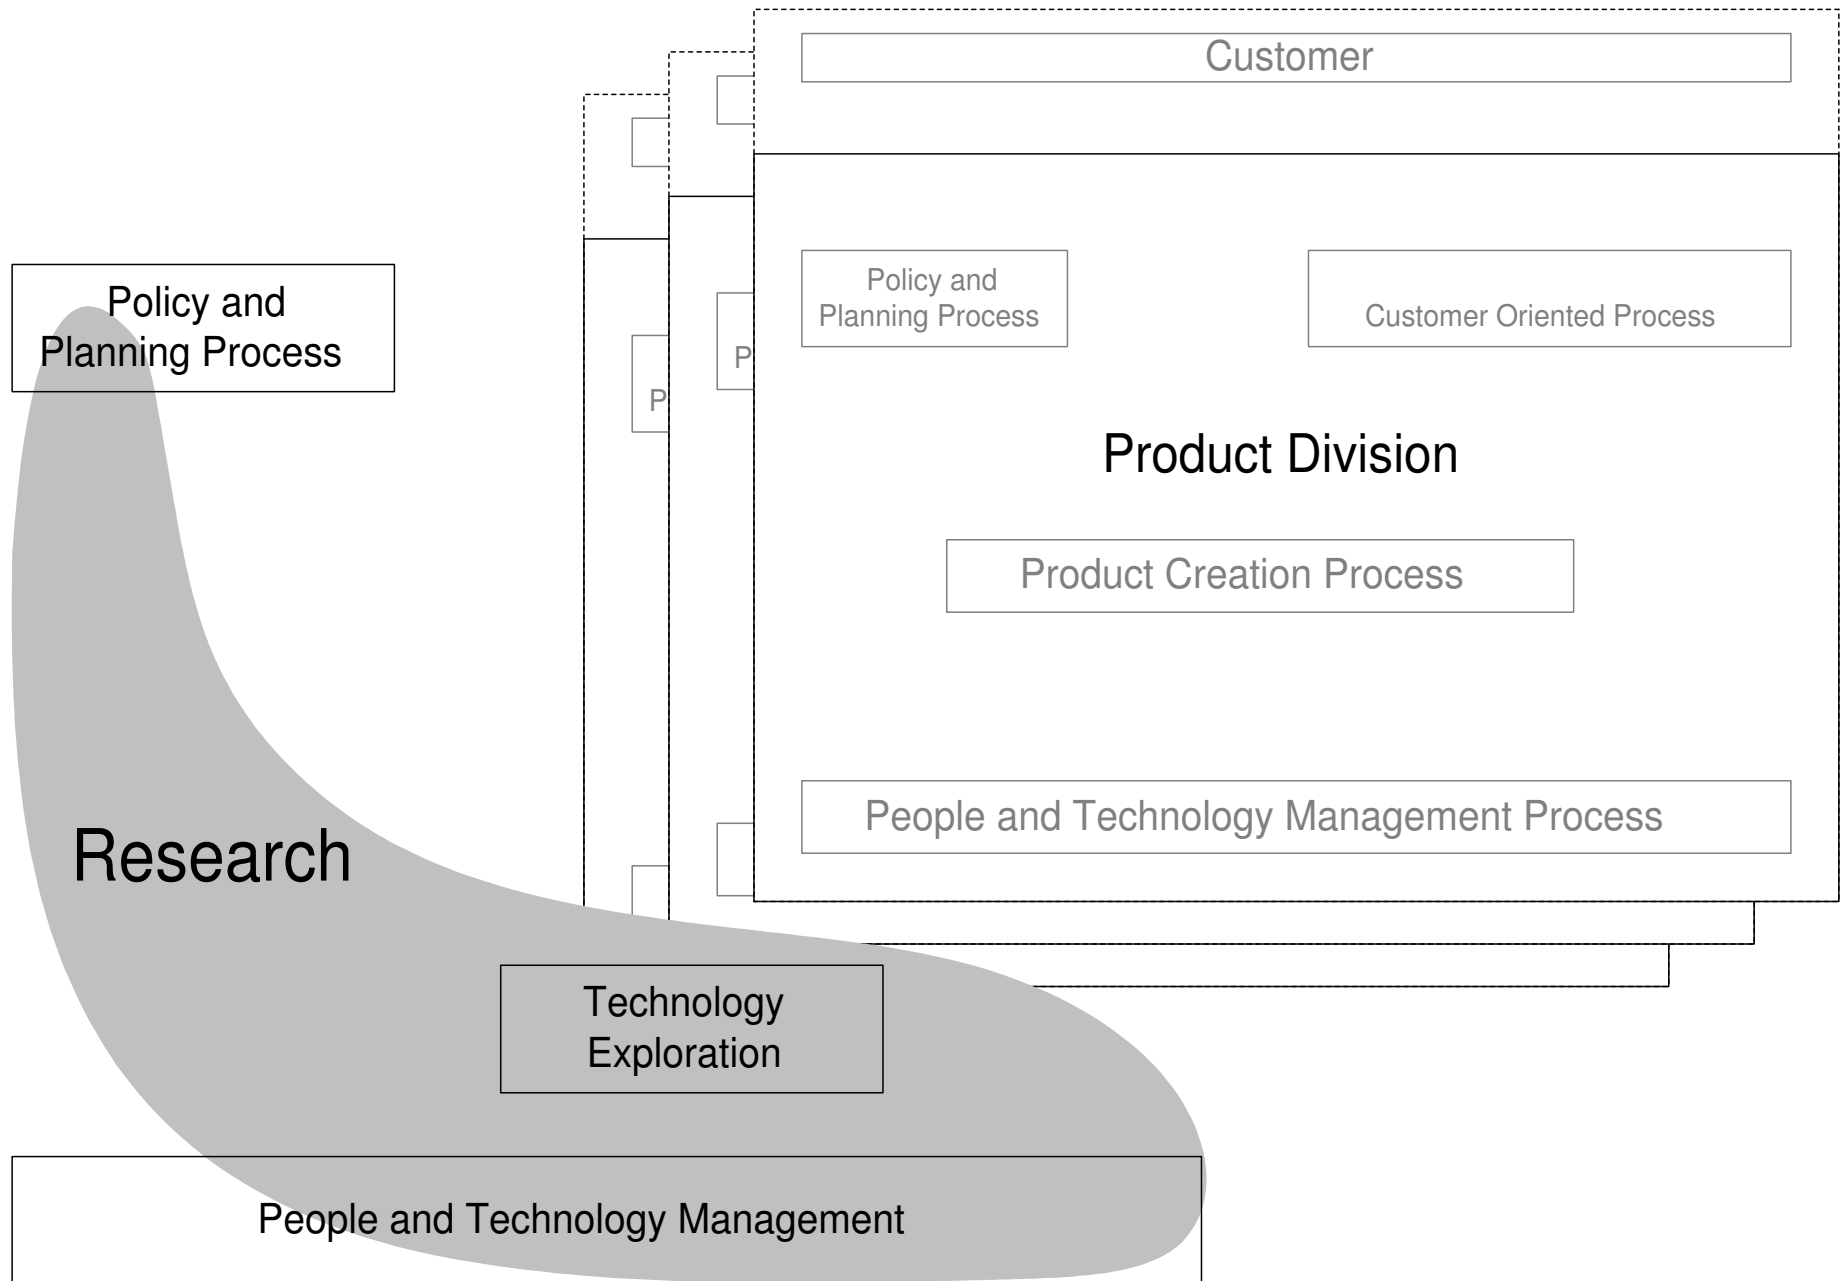 Customer
Policy and
Planning Process
Customer Oriented Process
Policy and
Planning Process
P
P
Product Division
Product Creation Process
People and Technology Management Process
Research
Technology
Exploration
People and Technology Management